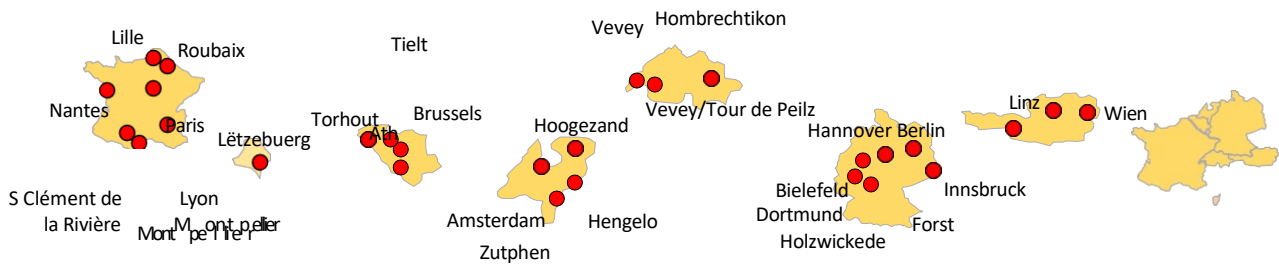 Lille
Roubaix
Nantes
Paris
S Clément de
la Rivière
Lyon
Lëtzebuerg
Tielt
Torhout
Ath
Brussels
Hoogezand
Amsterdam
Hengelo
Zutphen
Vevey
Hombrechtikon
Vevey/Tour de Peilz
Hannover Berlin
Bielefeld
Dortmund
Holzwickede
Forst
Innsbruck
Linz
Wien